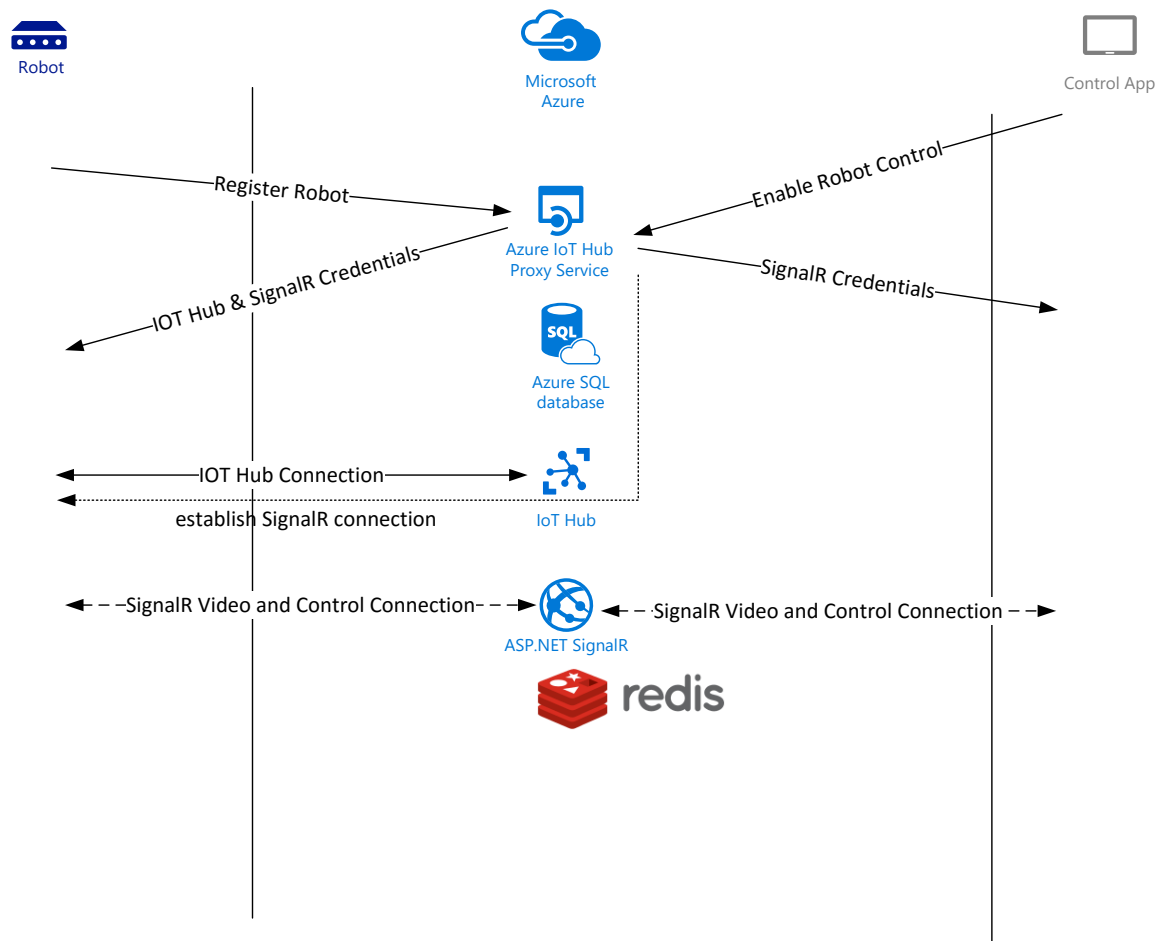 Robot
Microsoft
Azure
Control App
Register Robot
Enable Robot Control
IOT Hub & SignalR Credentials
Azure IoT Hub
Proxy Service
SignalR Credentials
SQL
Azure SQL
database
IOT Hub Connection
establish SignalR connection
IoT Hub
SignalR Video and Control Connection
SignalR Video and Control Connection
ASP.NET SignalR
redis